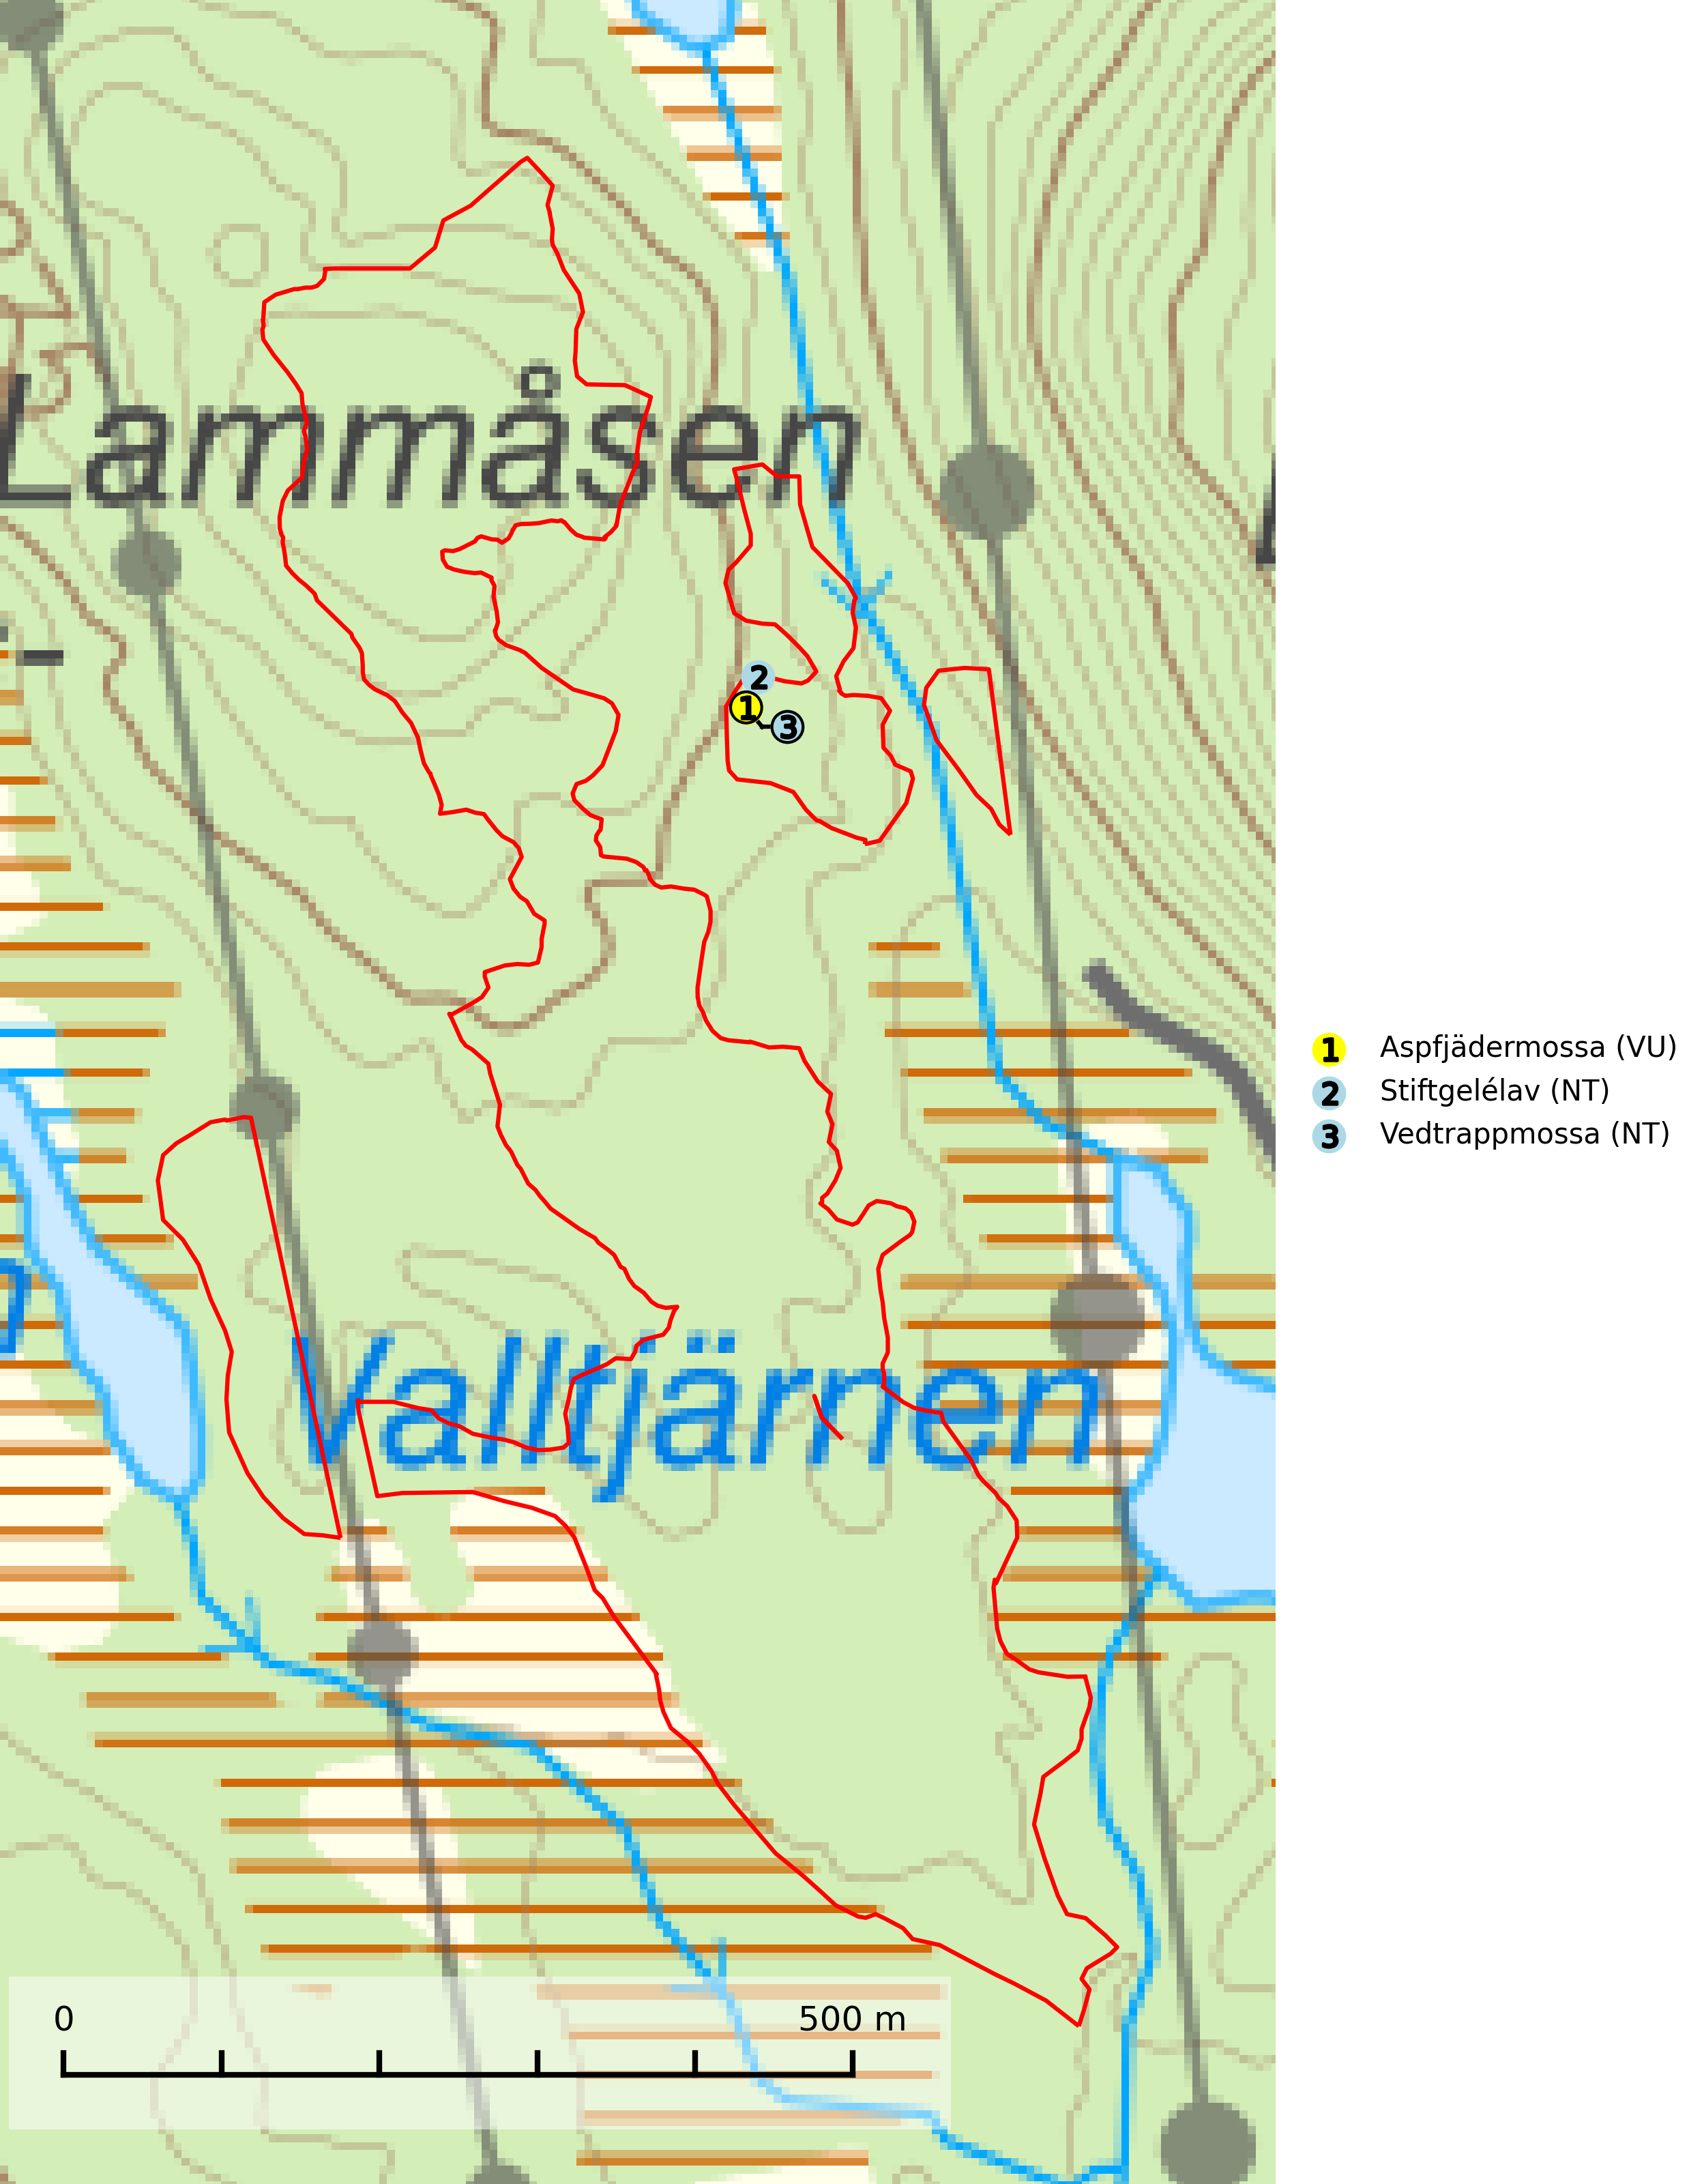 Lammåsen
2
1
3
1 Aspfjädermossa (VU)
2 Stiftgelélav (NT)
3 Vedtrappmossa (NT)
Valltjärnen
0 500 m